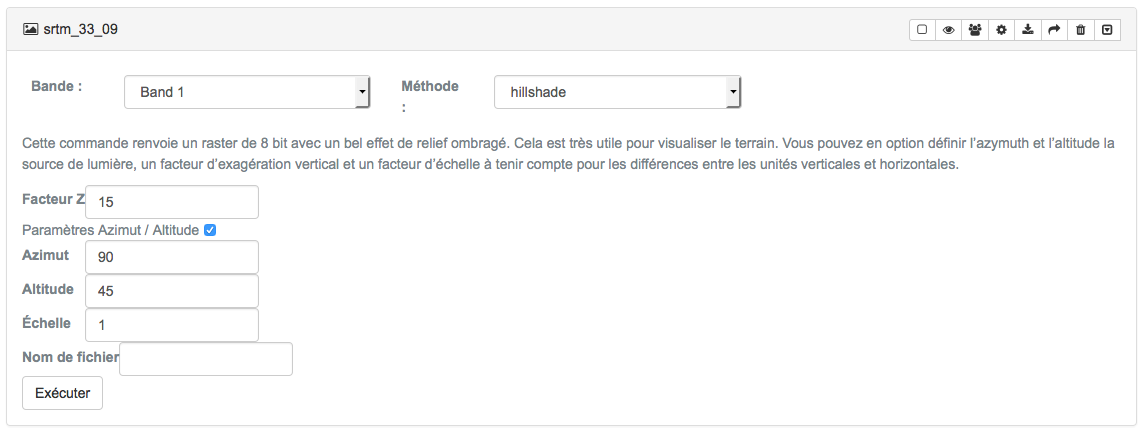 srtm_33_09
Bande : Band 1 Méthode : hillshade
Cette commande renvoie un raster de 8 bit avec un bel effet de relief ombragé. Cela est très utile pour visualiser le terrain. Vous pouvez en option définir l'azymuth et l'altitude la
source de lumière, un facteur d'exagération vertical et un facteur d'échelle à tenir compte pour les différences entre les unités verticales et horizontales.
Facteur Z 15
Paramètres Azimut / Altitude
Azimut 90
Altitude 45
Échelle 1
Nom de fichier
Exécuter